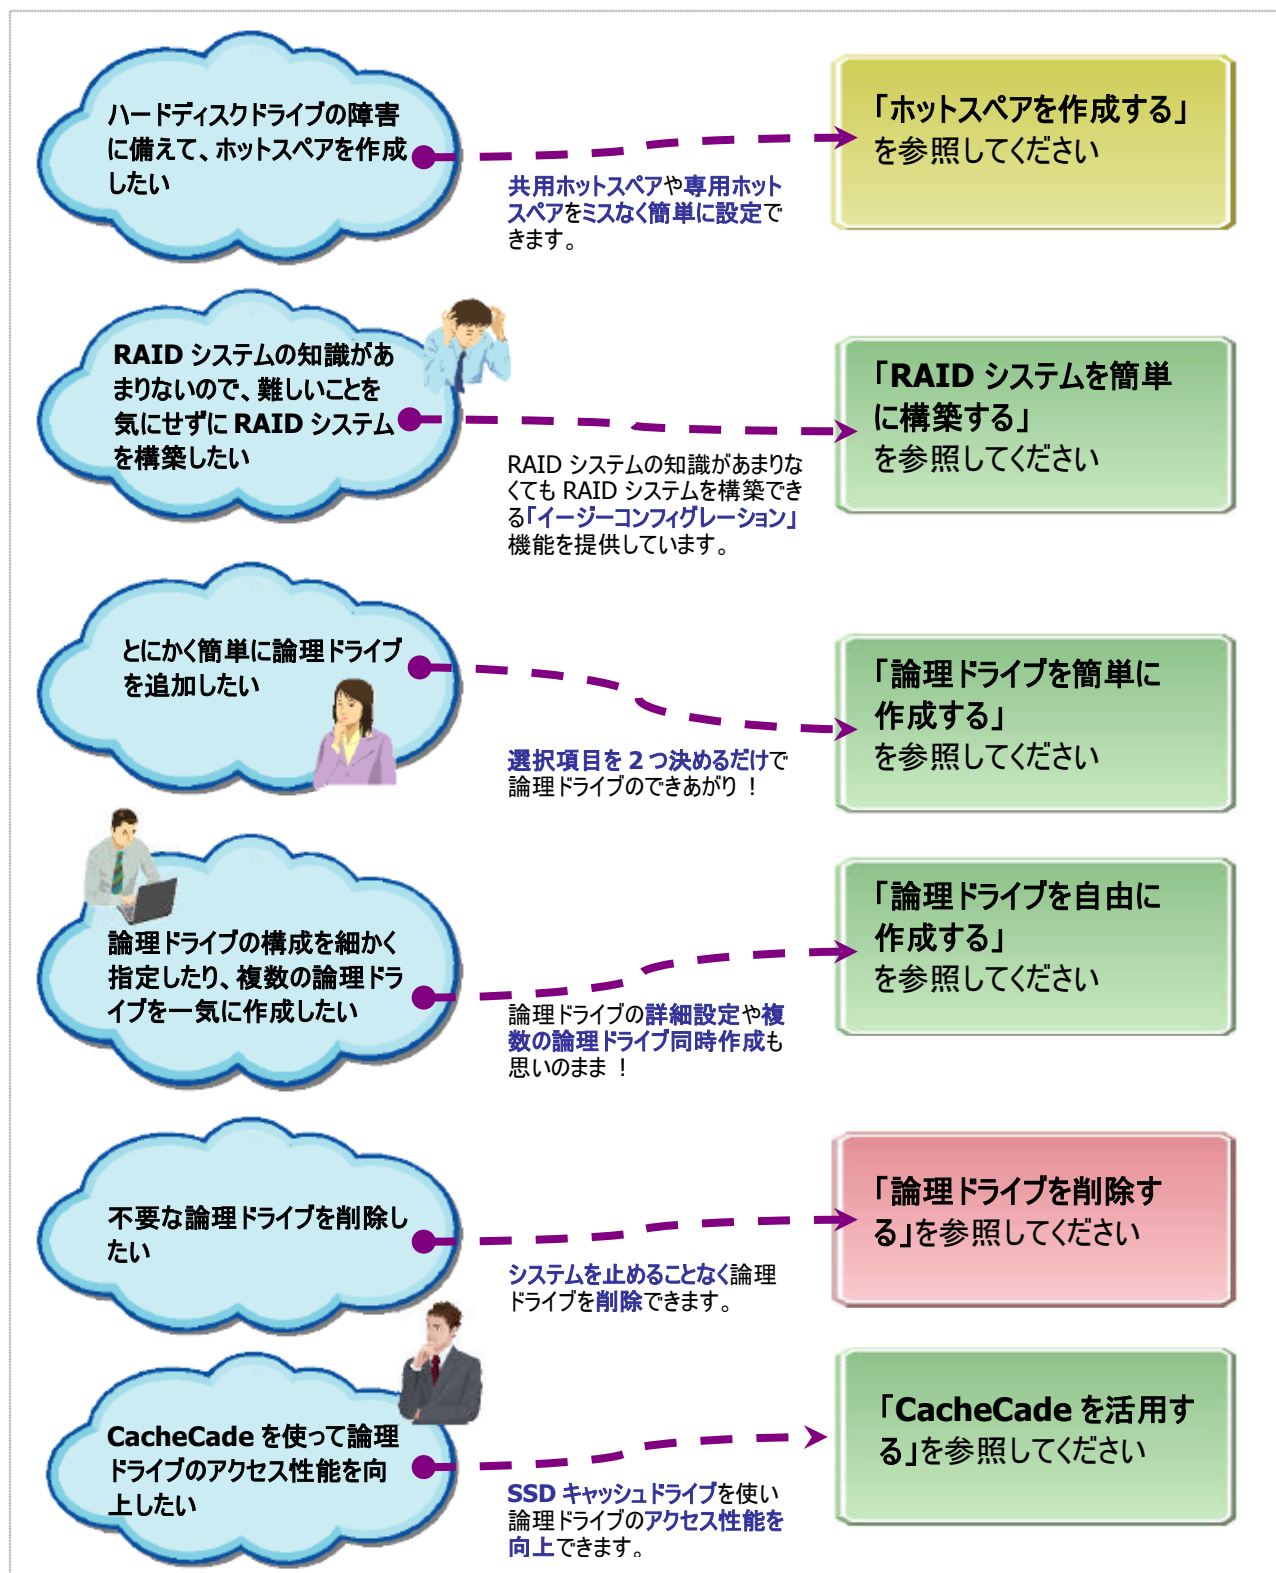 ハードディスクドライブの障害
に備えて、ホットスペアを作成
したい
「ホットスペアを作成する」
を参照してください
共用ホットスペアや専用ホット
スペアをミスなく簡単に設定で
きます。
RAID システムの知識があ
まりないので、難しいことを
気にせずに RAID システム
を構築したい
「RAID システムを簡単
に構築する」
を参照してください
RAID システムの知識があまりな
くても RAID システムを構築でき
る「イージーコンフィグレーション」
機能を提供しています。
とにかく簡単に論理ドライブ
を追加したい
「論理ドライブを簡単に
作成する」
を参照してください
選択項目を 2 つ決めるだけで
論理ドライブのできあがり！
論理ドライブの構成を細かく
指定したり、複数の論理ドラ
イブを一気に作成したい
「論理ドライブを自由に
作成する」
を参照してください
論理ドライブの詳細設定や複
数の論理ドライブ同時作成も
思いのまま！
不要な論理ドライブを削除し
たい
「論理ドライブを削除す
る」を参照してください
システムを止めることなく論理
ドライブを削除できます。
CacheCade を使って論理
ドライブのアクセス性能を向
上したい
「CacheCade を活用す
る」を参照してください
SSD キャッシュドライブを使い
論理ドライブのアクセス性能を
向上できます。